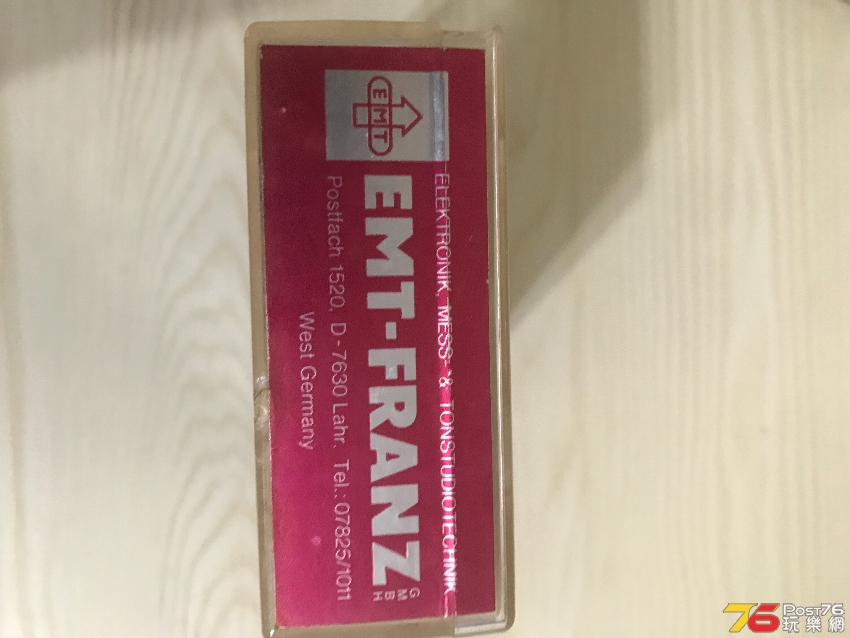 EMT
ELEKTRONIK, MESS- & TONSTUDIOTECHNIK
EMT-FRANZ GMBH
Postfach 1520, D-7630 Lahr, Tel.: 07825/1011
West Germany
76 Post76
玩樂網